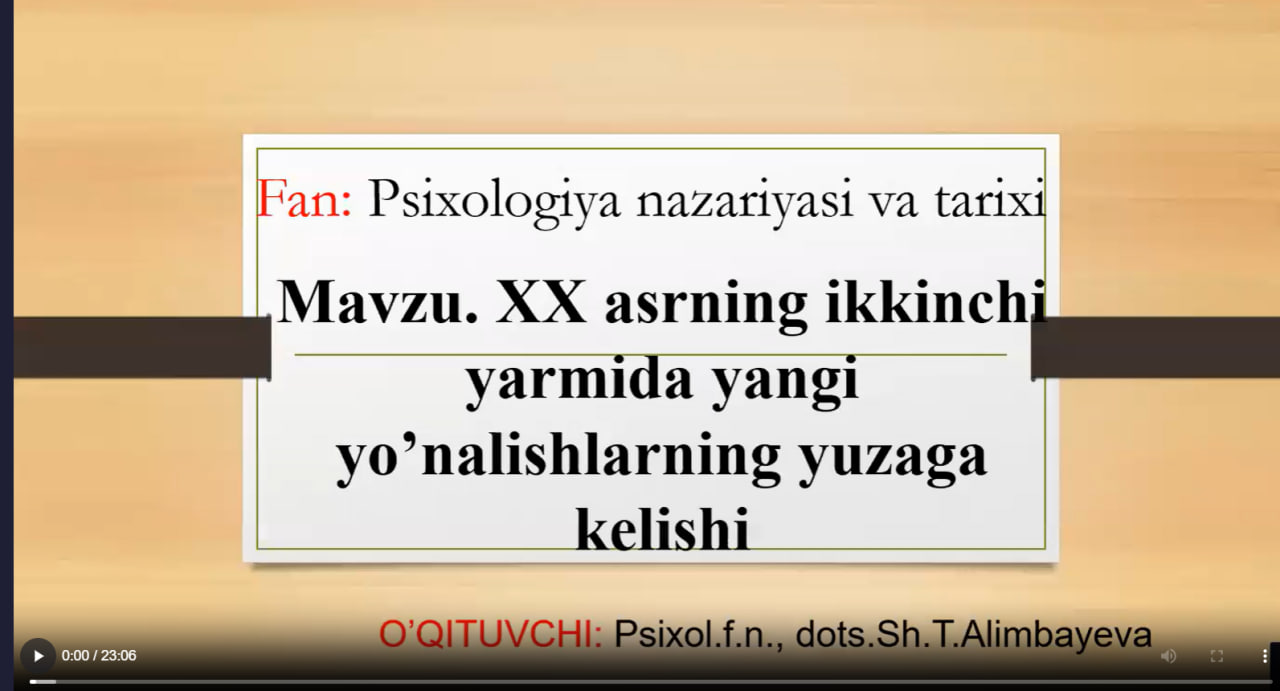 Fan: Psixologiya nazariyasi va tarixi
Mavzu. XX asrning ikkinchi
yarmida yangi
yo’nalishlarning yuzaga
kelishi
O’QITUVCHI: Psixol.f.n., dots.Sh.T.Alimbayeva
0:00 / 23:06